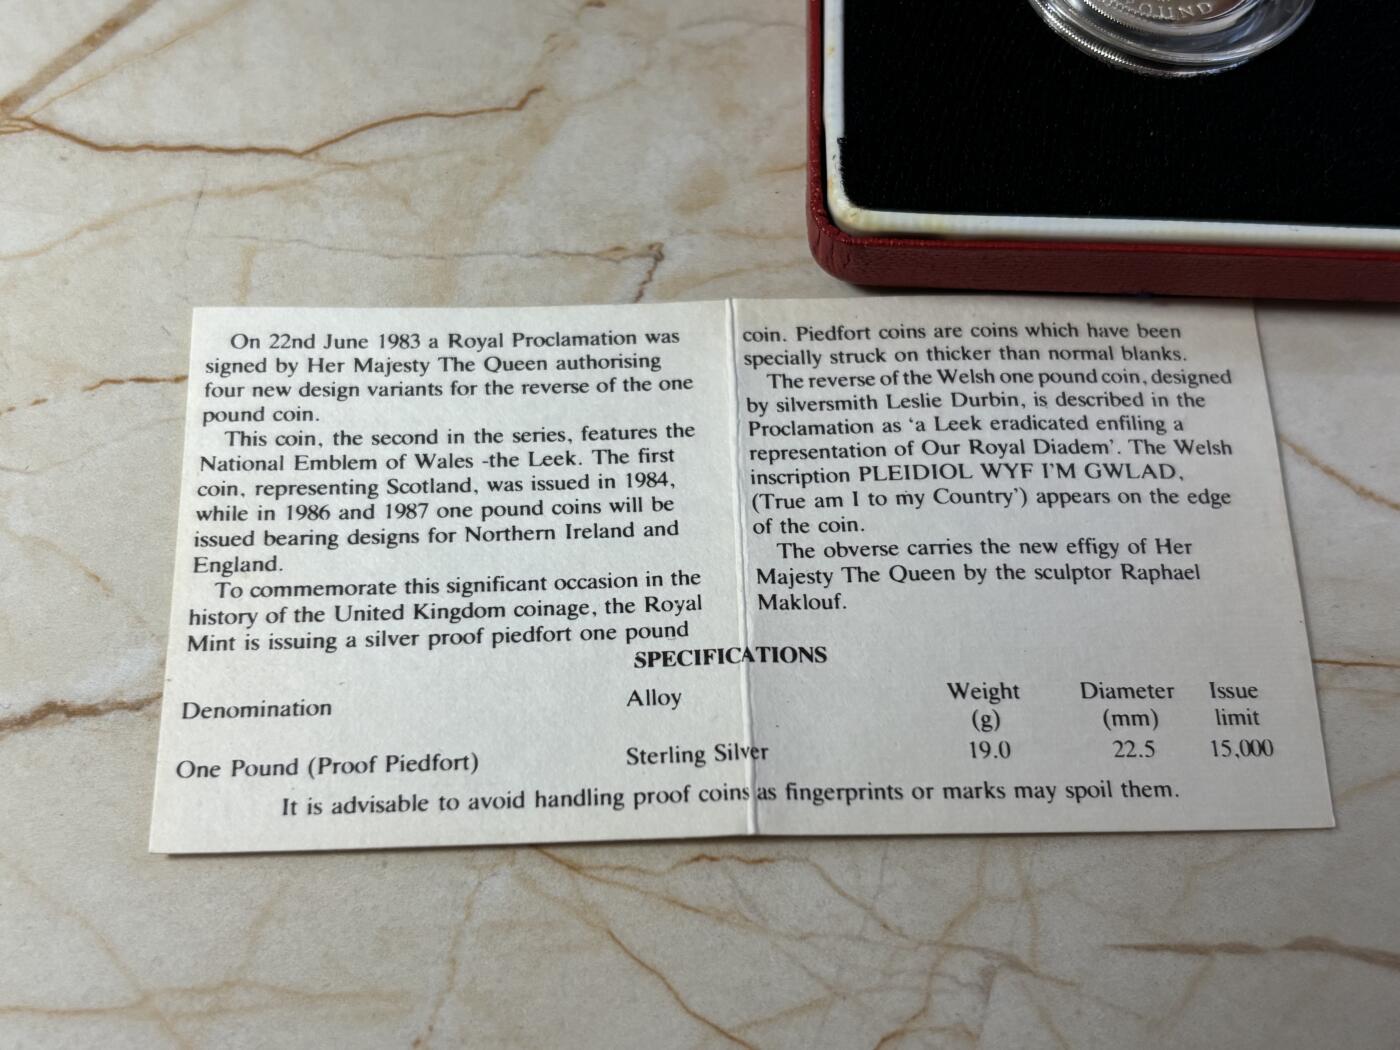 OUND
On 22nd June 1983 a Royal Proclamation was
signed by Her Majesty The Queen authorising
four new design variants for the reverse of the one
pound coin.
This coin, the second in the series, features the
National Emblem of Wales -the Leek. The first
coin, representing Scotland, was issued in 1984,
while in 1986 and 1987 one pound coins will be
issued bearing designs for Northern Ireland and
England.
To commemorate this significant occasion in the
history of the United Kingdom coinage, the Royal
Mint is issuing a silver proof piedfort one pound
coin. Piedfort coins are coins which have been
specially struck on thicker than normal blanks.
The reverse of the Welsh one pound coin, designed
by silversmith Leslie Durbin, is described in the
Proclamation as ‘a Leek eradicated enfiling a
representation of Our Royal Diadem’. The Welsh
inscription PLEIDIOL WYF I’M GWLAD,
(True am I to my Country’) appears on the edge
of the coin.
The obverse carries the new effigy of Her
Majesty The Queen by the sculptor Raphael
Maklouf.
SPECIFICATIONS
Denomination Alloy Weight (g) Diameter (mm) Issue limit
One Pound (Proof Piedfort) Sterling Silver 19.0 22.5 15,000
It is advisable to avoid handling proof coins as fingerprints or marks may spoil them.